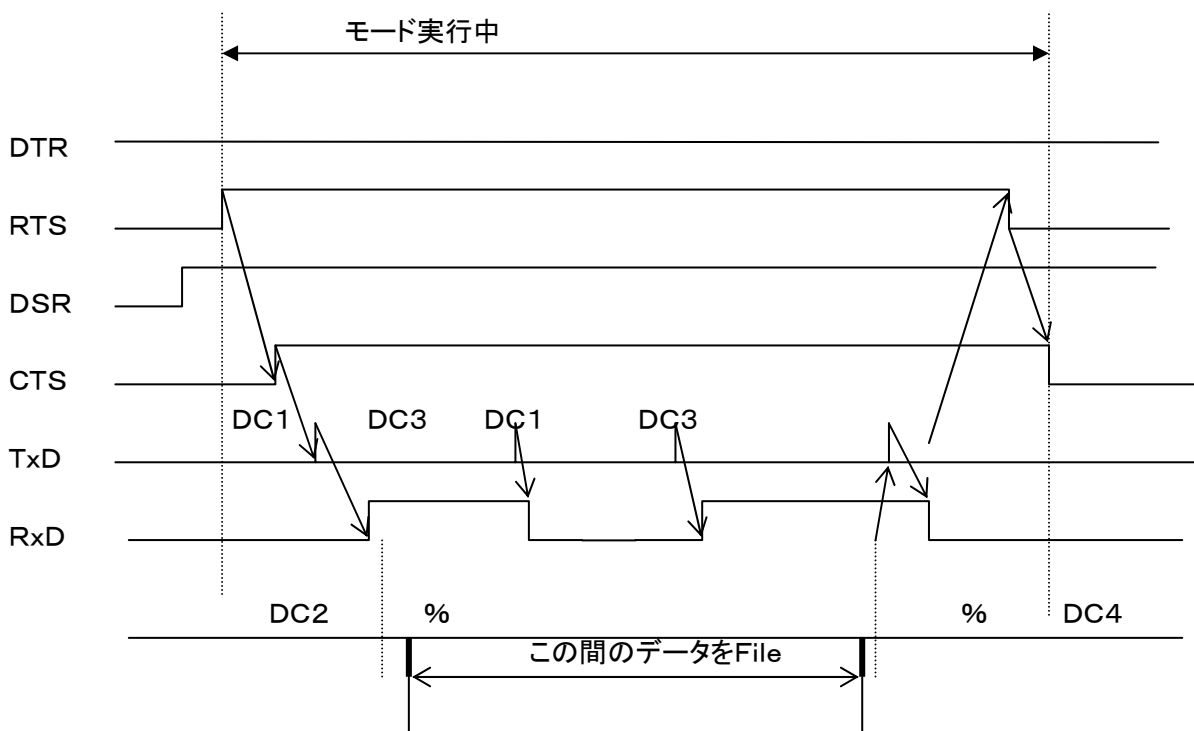 モード実行中
DTR
RTS
DSR
CTS
DC1 DC3 DC1 DC3
TxD
RxD
DC2 % % DC4
この間のデータをFile